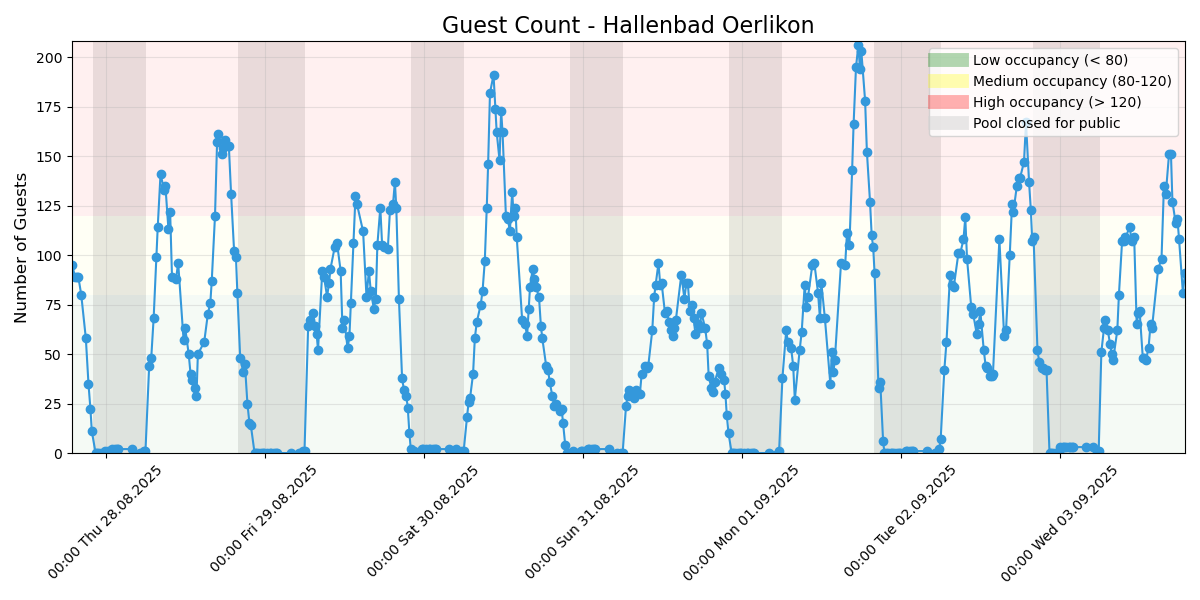 Guest Count - Hallenbad Oerlikon
Number of Guests
200
175
150
125
100
75
50
25
0
Low occupancy (< 80)
Medium occupancy (80-120)
High occupancy (> 120)
Pool closed for public
00:00 Thu 28.08.2025
00:00 Fri 29.08.2025
00:00 Sat 30.08.2025
00:00 Sun 31.08.2025
00:00 Mon 01.09.2025
00:00 Tue 02.09.2025
00:00 Wed 03.09.2025